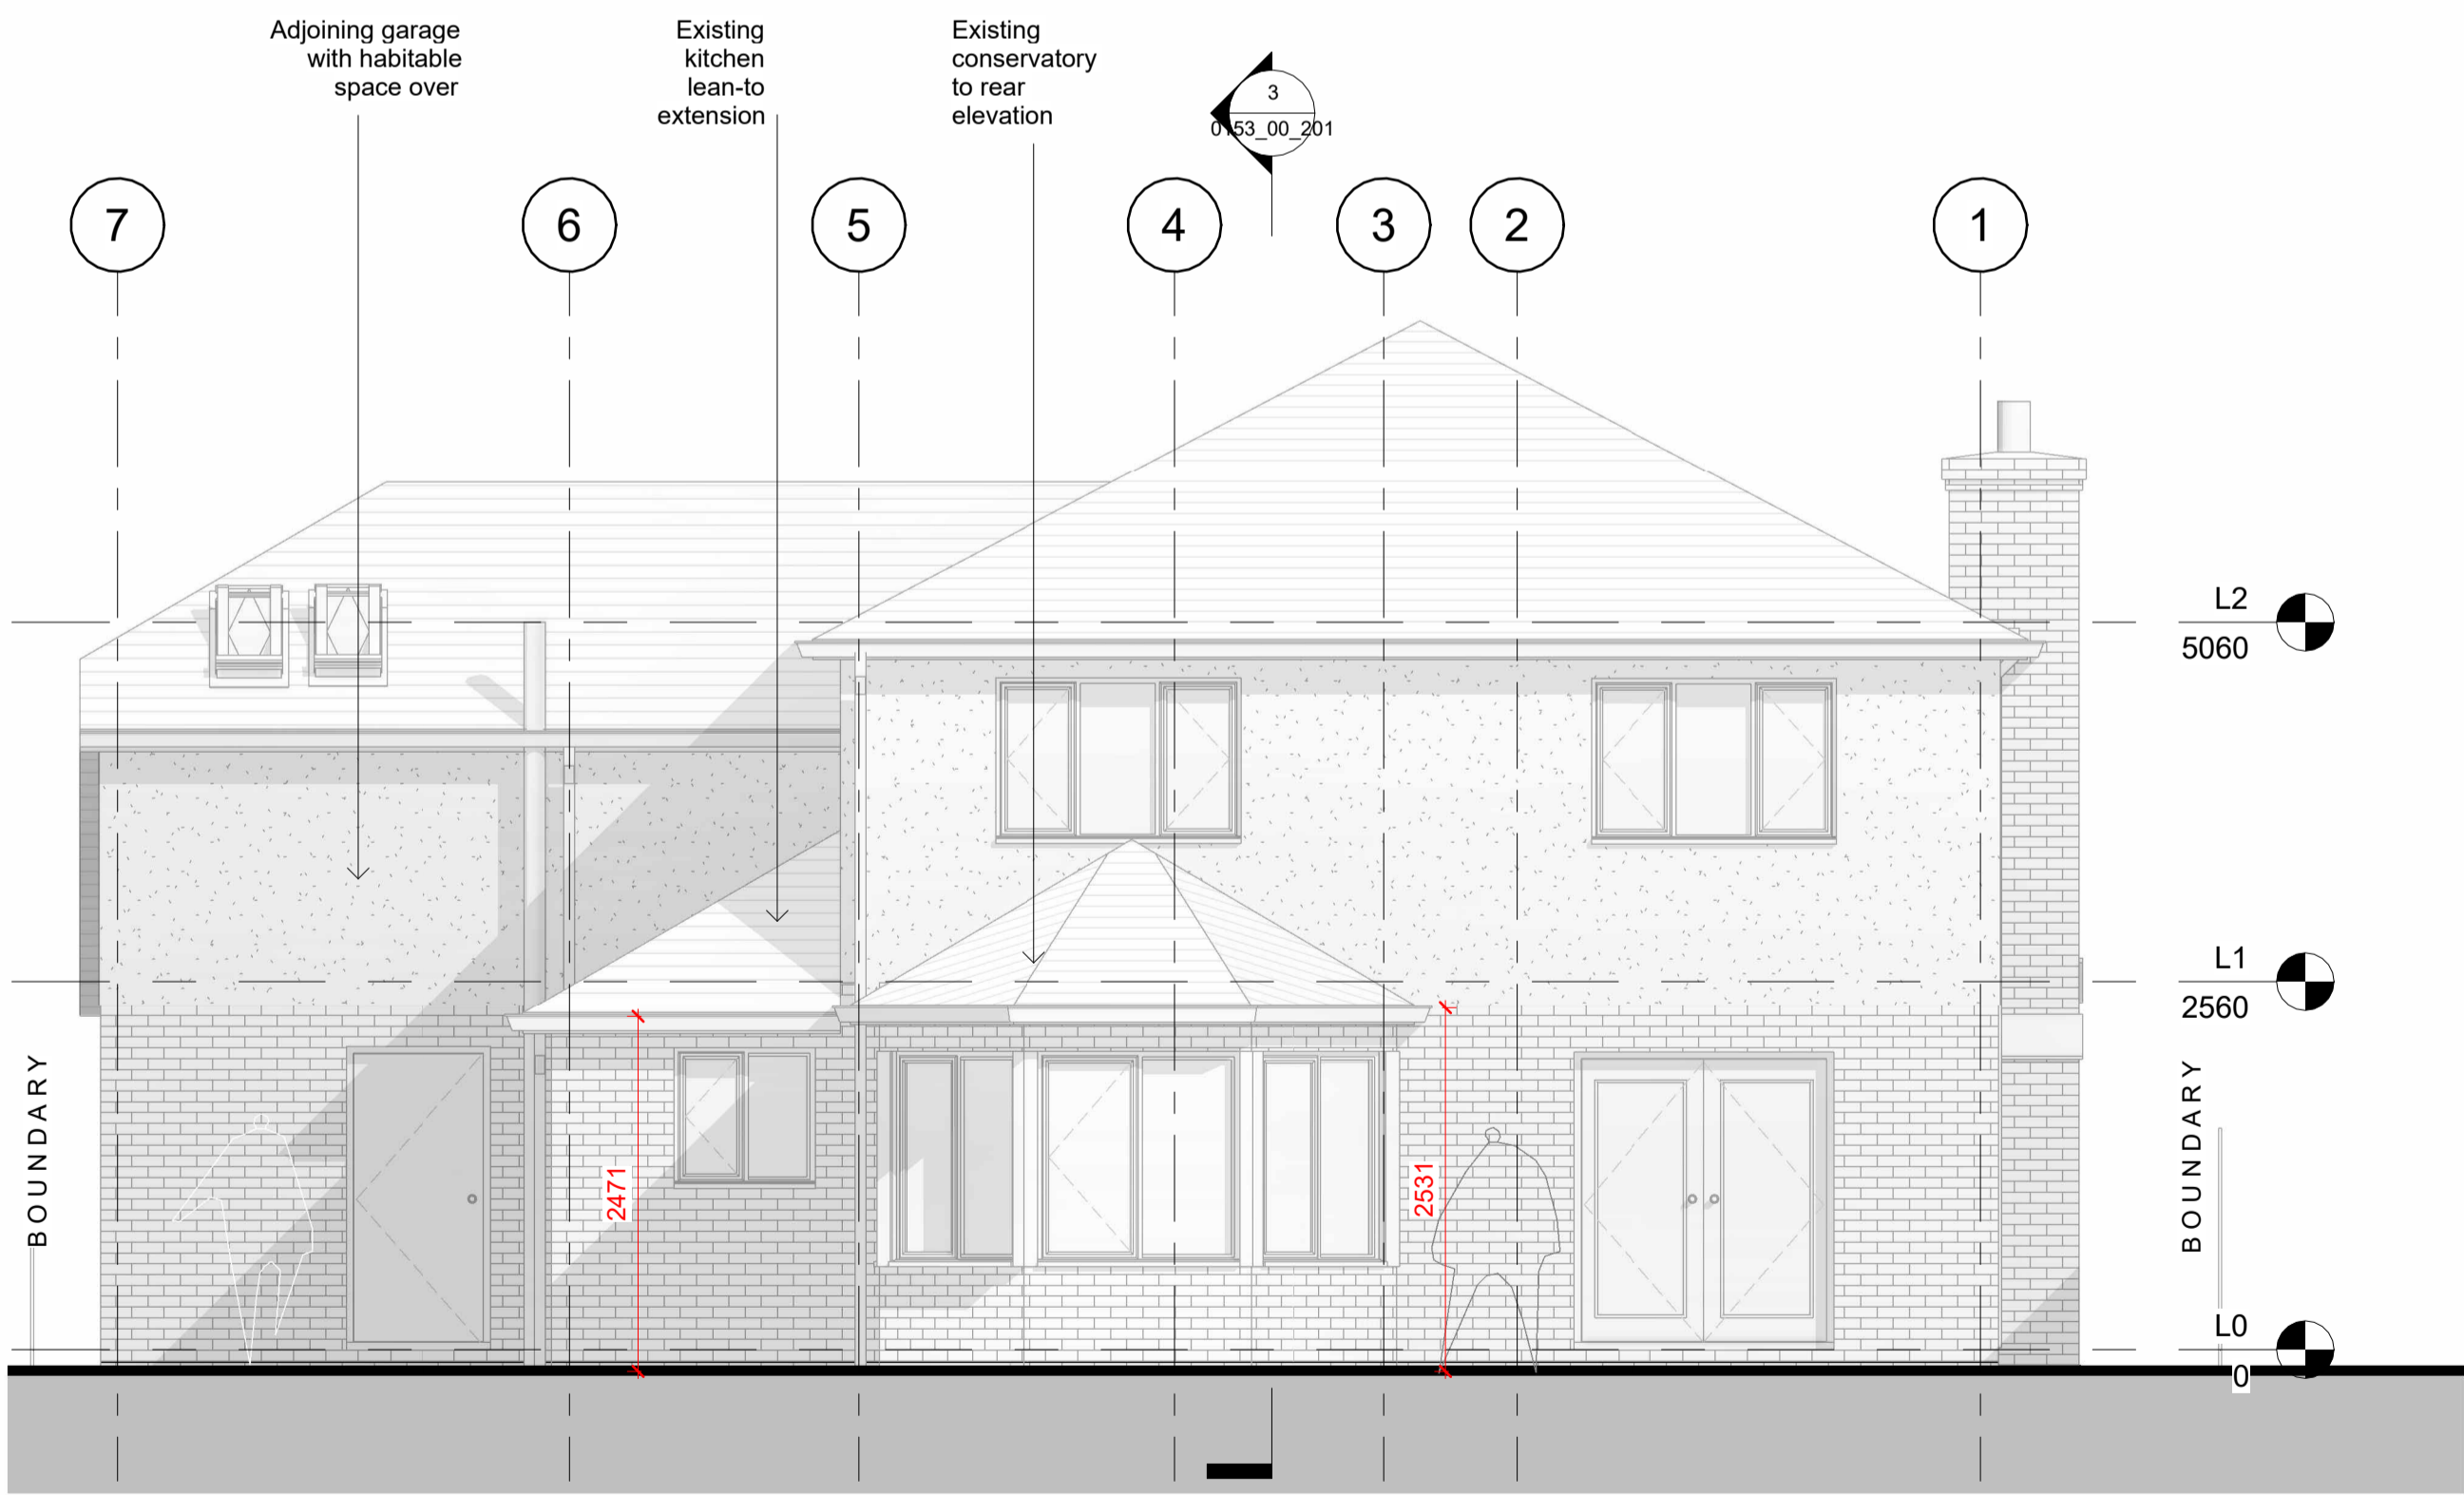 Adjoining garage
with habitable
space over
Existing
kitchen
lean-to
extension
Existing
conservatory
to rear
elevation
3
0153_00_201
7
6
5
4
3
2
1
L2
5060
L1
2560
BOUNDARY
2471
2531
BOUNDARY
L0
0